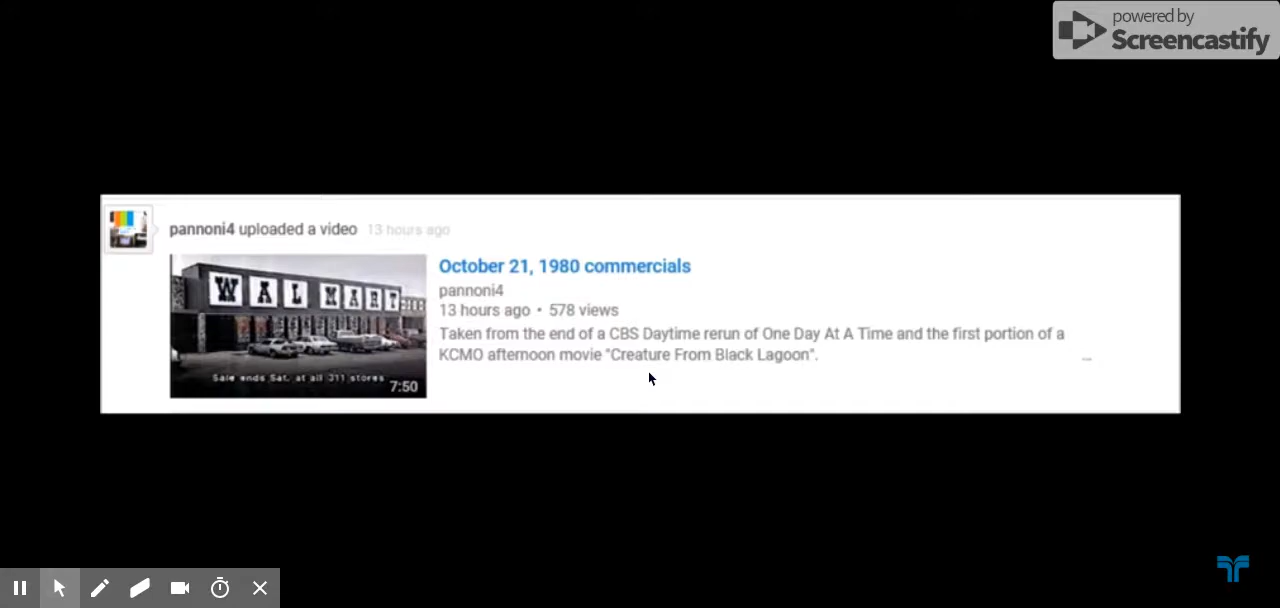 powered by
Screencastify
pannoni4 uploaded a video 13 hours ago
WALMART
Sale ends Sat. at all 311 stores
7:50
October 21, 1980 commercials
pannoni4
13 hours ago • 578 views
Taken from the end of a CBS Daytime rerun of One Day At A Time and the first portion of a
KCMO afternoon movie "Creature From Black Lagoon".